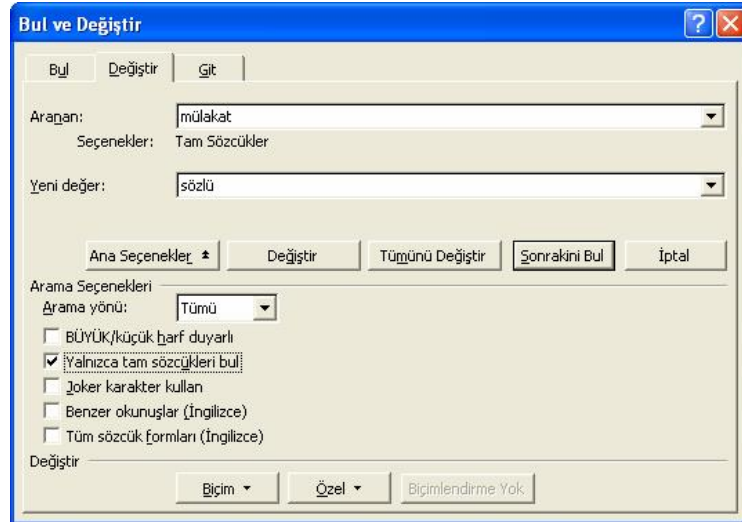 Bul ve Değiştir
Bul Değiştir Git
Aranan: mülakat
Seçenekler: Tam Sözcükler
Yeni değer: sözlü
Ana Seçenekler Değiştir Tümünü Değiştir Sonrakini Bul İptal
Arama Seçenekleri
Arama yönü: Tümü
BÜYÜK/küçük harf duyarlı
Yalnızca tam sözcükleri bul
Joker karakter kullan
Benzer okunuşlar (İngilizce)
Tüm sözcük formları (İngilizce)
Değiştir
Biçim Özel Biçimlendirme Yok